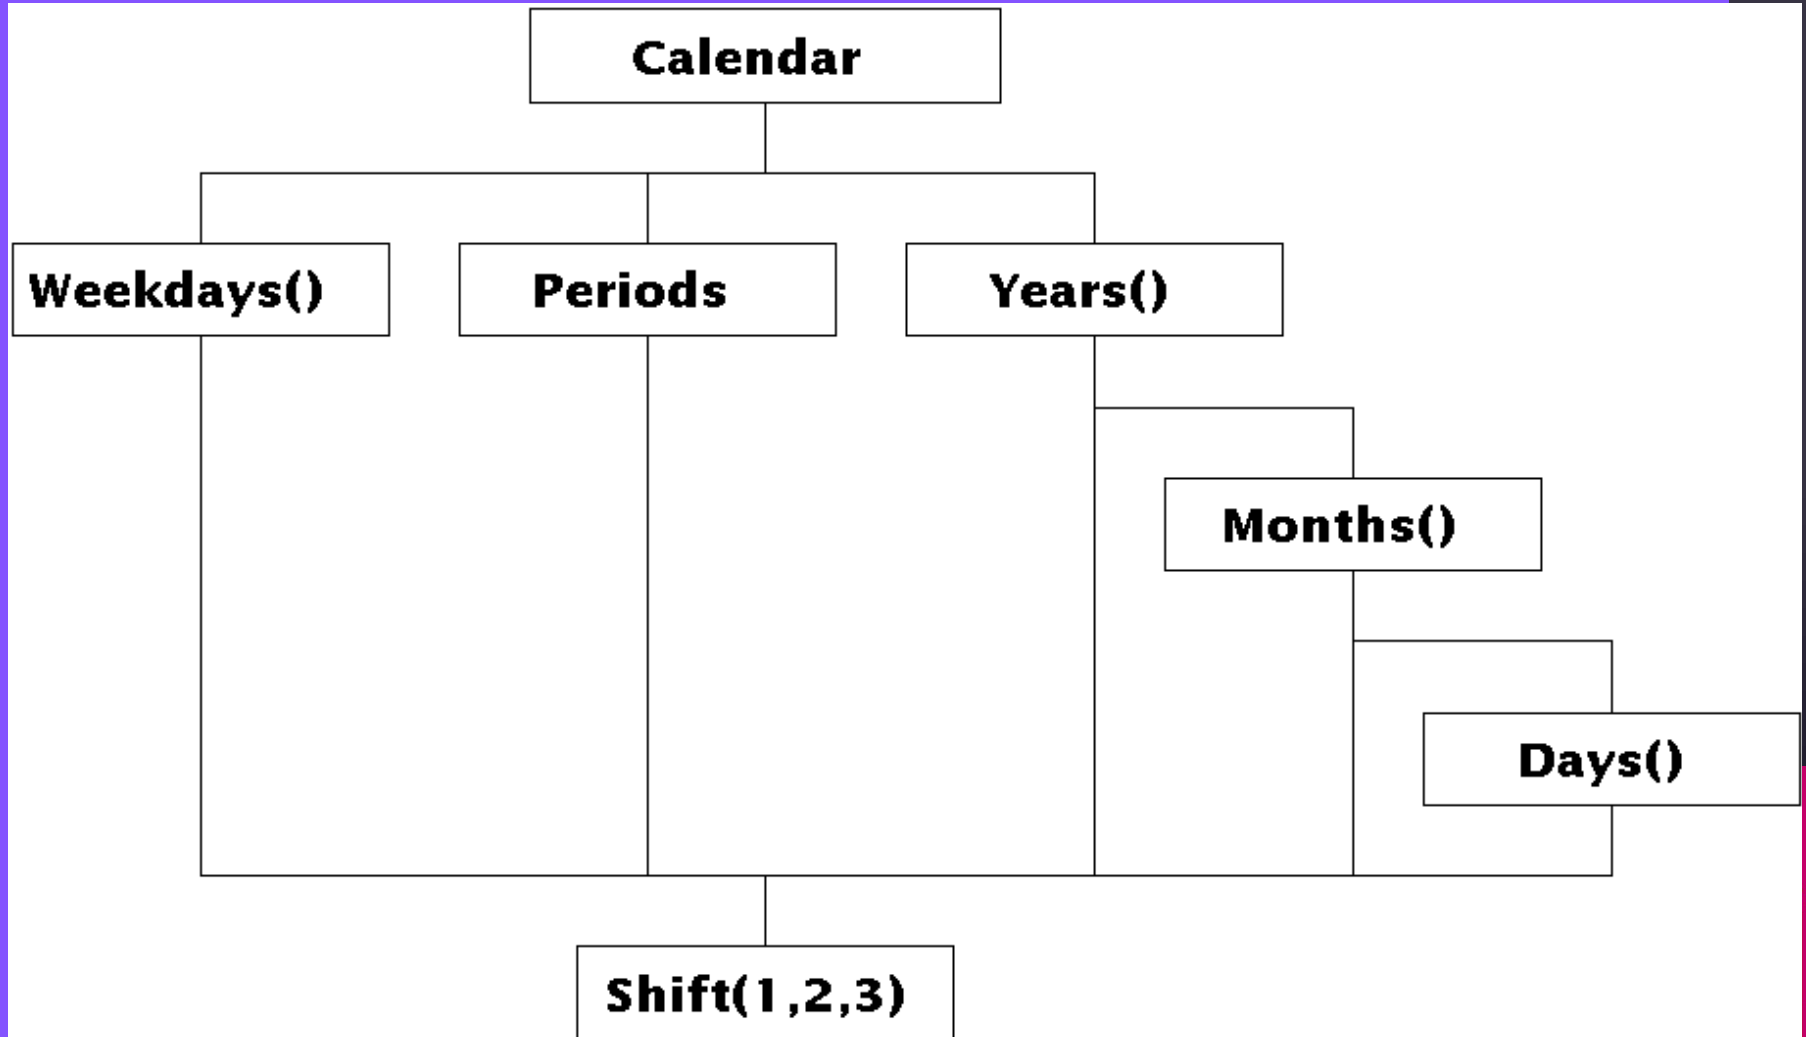 Calendar
Weekdays()
Periods
Years()
Months()
Days()
Shift(1,2,3)